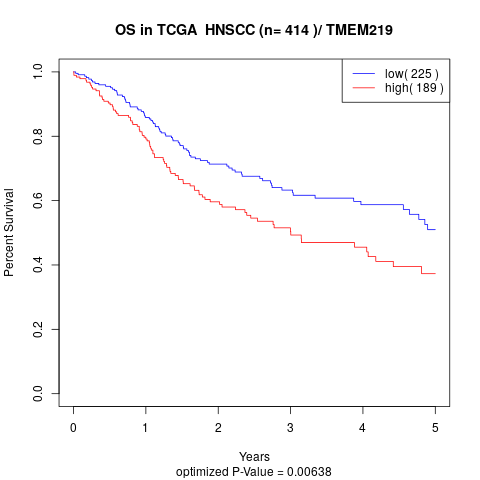 OS in TCGA  HNSCC (n= 414 )/ TMEM219
low( 225 )
high( 189 )
Percent Survival
1.0
0.8
0.6
0.4
0.2
0.0
0 1 2 3 4 5
Years
optimized P-Value = 0.00638